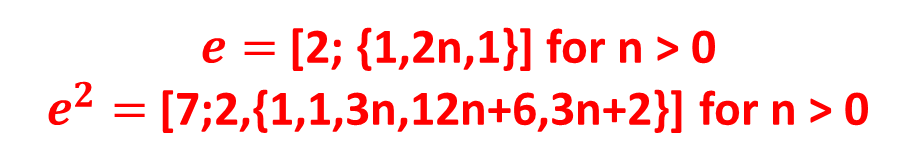 e = [2; {1,2n,1}] for n > 0
e² = [7;2,{1,1,3n,12n+6,3n+2}] for n > 0